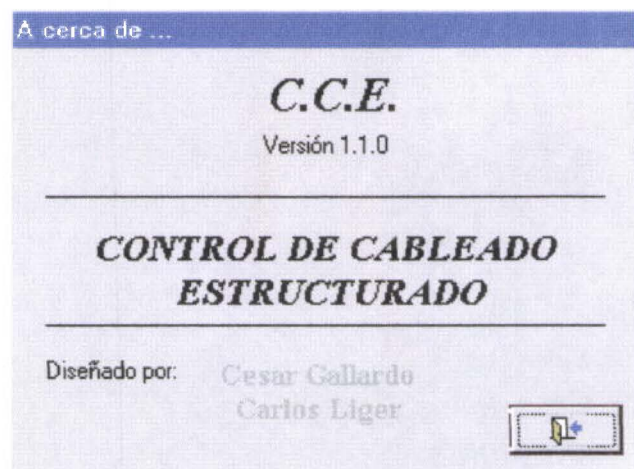 A cerca de ...
C.C.E.
Versión 1.1.0
CONTROL DE CABLEADO
ESTRUCTURADO
Diseñado por:
Cesar Gallardo
Carlos Liger